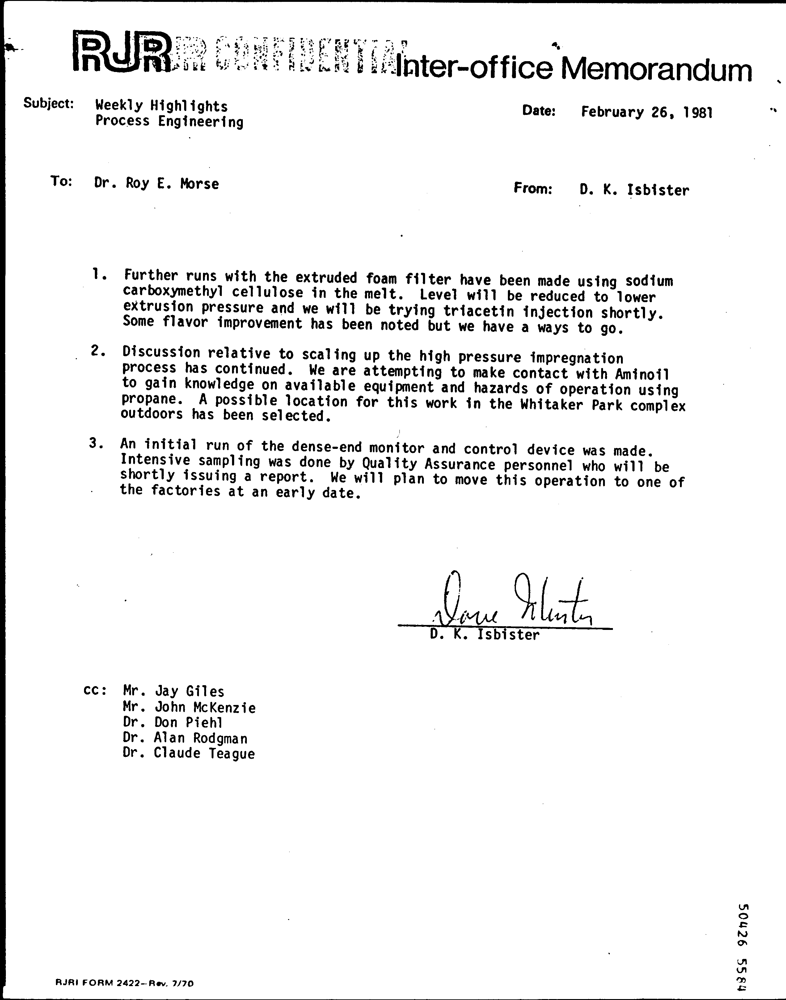 RJR RJR CONFIDENTIAL Inter-office Memorandum
Subject: Weekly Highlights
Process Engineering
Date: February 26, 1981
To: Dr. Roy E. Morse
From: D. K. Isbister
1. Further runs with the extruded foam filter have been made using sodium
carboxymethyl cellulose in the melt. Level will be reduced to lower
extrusion pressure and we will be trying triacetin injection shortly.
Some flavor improvement has been noted but we have a ways to go.
2. Discussion relative to scaling up the high pressure impregnation
process has continued. We are attempting to make contact with Aminoil
to gain knowledge on available equipment and hazards of operation using
propane. A possible location for this work in the Whitaker Park complex
outdoors has been selected.
3. An initial run of the dense-end monitor and control device was made.
Intensive sampling was done by Quality Assurance personnel who will be
shortly issuing a report. We will plan to move this operation to one of
the factories at an early date.
Dave Isbister
D. K. Isbister
cc: Mr. Jay Giles
Mr. John McKenzie
Dr. Don Piehl
Dr. Alan Rodgman
Dr. Claude Teague
50426 5584
RJRI FORM 2422—Rev. 7/70